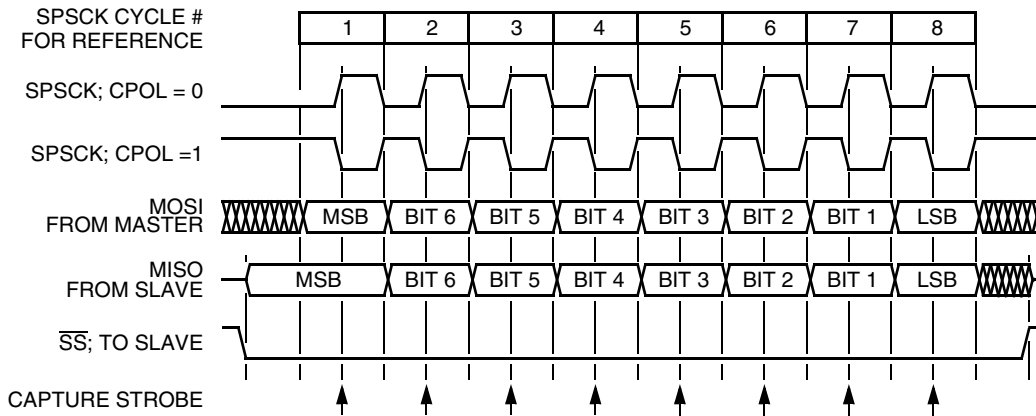 SPSCK CYCLE #
FOR REFERENCE
1 2 3 4 5 6 7 8
SPSCK; CPOL = 0
SPSCK; CPOL =1
MOSI
FROM MASTER
MSB BIT 6 BIT 5 BIT 4 BIT 3 BIT 2 BIT 1 LSB
MISO
FROM SLAVE
MSB BIT 6 BIT 5 BIT 4 BIT 3 BIT 2 BIT 1 LSB
S̅S̅; TO SLAVE
CAPTURE STROBE